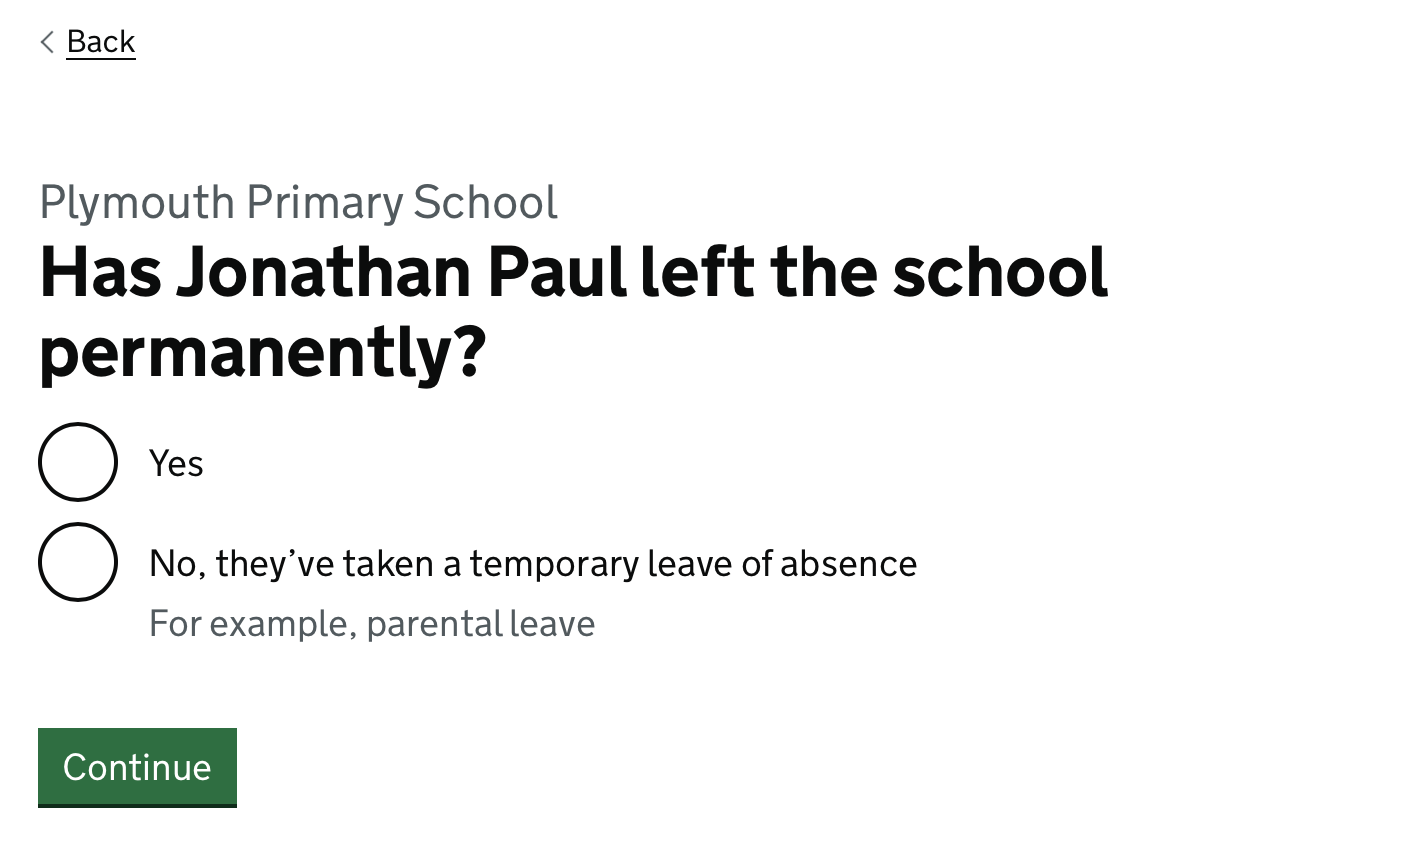 Back
Plymouth Primary School
Has Jonathan Paul left the school
permanently?
Yes
No, they’ve taken a temporary leave of absence
For example, parental leave
Continue